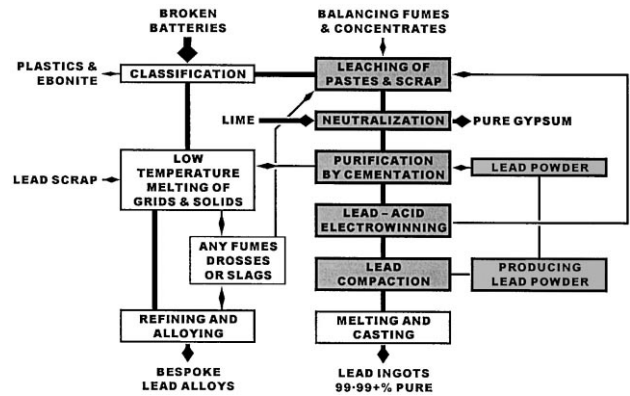 BROKEN
BATTERIES
BALANCING FUMES
& CONCENTRATES
PLASTICS &
EBONITE
CLASSIFICATION
LEACHING OF
PASTES & SCRAP
LIME
NEUTRALIZATION
PURE GYPSUM
LEAD SCRAP
LOW
TEMPERATURE
MELTING OF
GRIDS & SOLIDS
PURIFICATION
BY CEMENTATION
LEAD POWDER
LEAD – ACID
ELECTROWINNING
ANY FUMES
DROSSES
OR SLAGS
LEAD
COMPACTION
PRODUCING
LEAD POWDER
REFINING AND
ALLOYING
MELTING AND
CASTING
BESPOKE
LEAD ALLOYS
LEAD INGOTS
99·99+% PURE